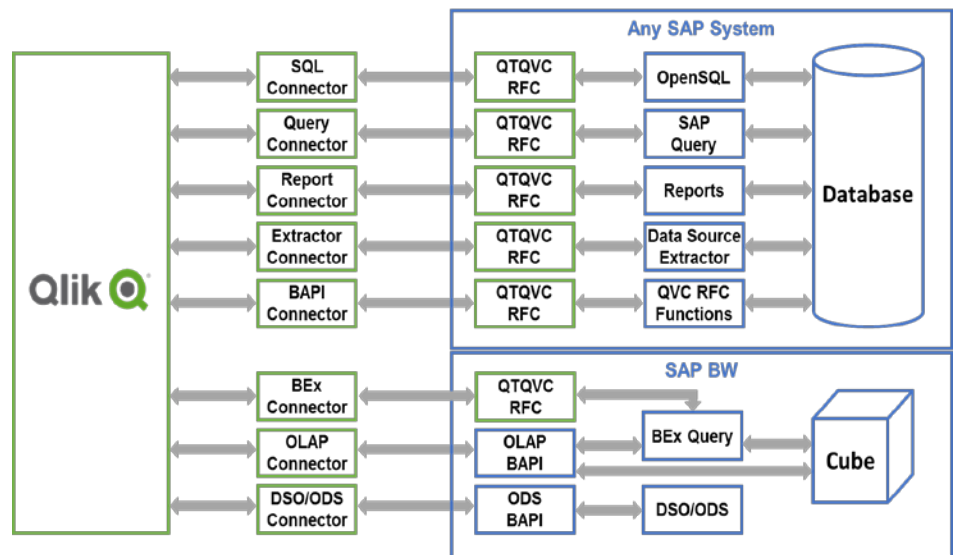 Any SAP System
SQL
Connector
QTQVC
RFC
OpenSQL
Query
Connector
QTQVC
RFC
SAP
Query
Report
Connector
QTQVC
RFC
Reports
Database
Extractor
Connector
QTQVC
RFC
Data Source
Extractor
Qlik
BAPI
Connector
QTQVC
RFC
QVC RFC
Functions
SAP BW
BEx
Connector
QTQVC
RFC
OLAP
Connector
OLAP
BAPI
BEx Query
Cube
DSO/ODS
Connector
ODS
BAPI
DSO/ODS